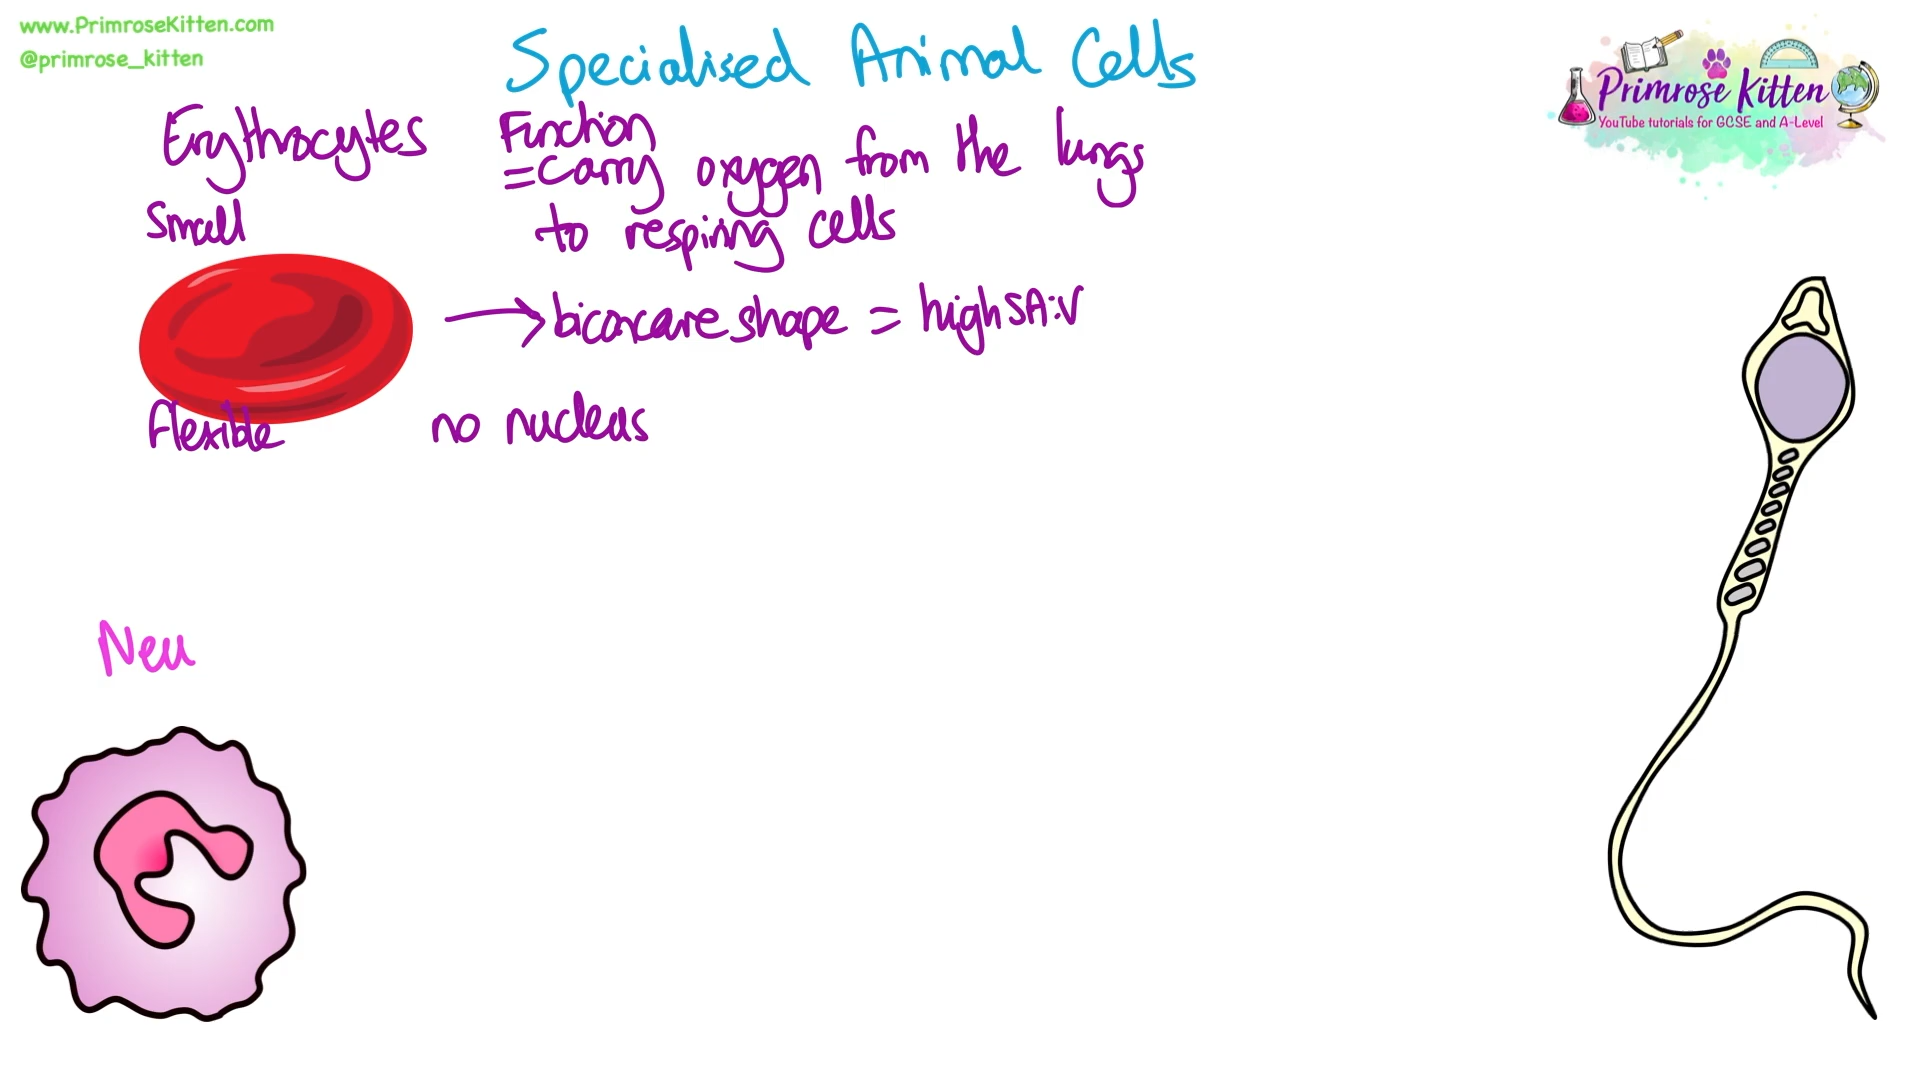 www.PrimroseKitten.com
@primrose_kitten
Specialised Animal Cells
Primrose Kitten
YouTube tutorials for GCSE and A-Level
Erythrocytes
Function
=carry oxygen from the lungs
to respiring cells
Small
→ biconcave shape = high SA:V
Flexible
no nucleus
Neu